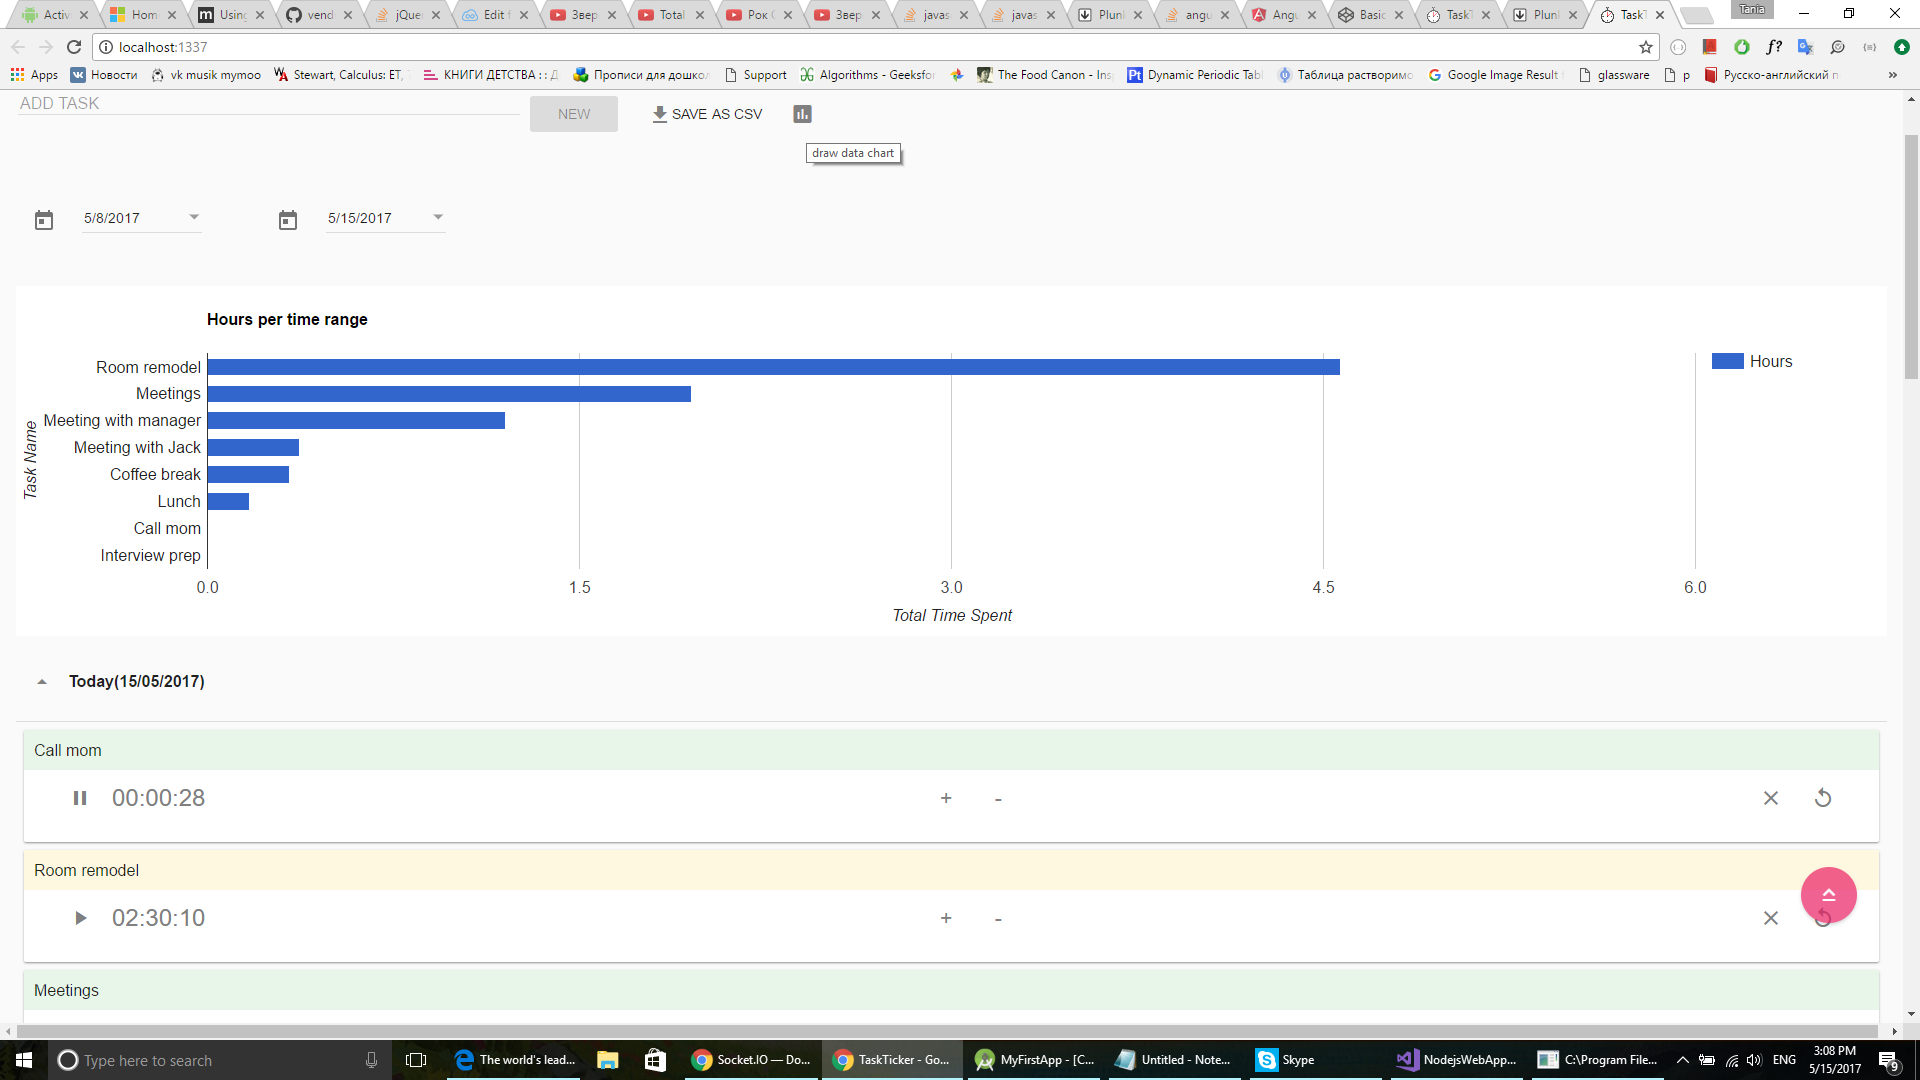 Activ
Hom
Using
vend
jQue
Edit f
Звер
Total
Рок
Звер
javas
javas
Plun
angu
Angu
Basic
TaskT
Plun
TaskT
Tania
localhost:1337
Apps
Новости
vk musik mymoo
Stewart, Calculus: ET,
КНИГИ ДЕТСТВА : : Д
Прописи для дошкол
Support
Algorithms - Geeksfor
The Food Canon - Ins
Dynamic Periodic Tabl
Таблица растворимо
Google Image Result f
glassware
p
Русско-английский п
ADD TASK
NEW
SAVE AS CSV
draw data chart
5/8/2017
5/15/2017
Hours per time range
Room remodel
Meetings
Meeting with manager
Meeting with Jack
Coffee break
Lunch
Call mom
Interview prep
Task Name
Hours
0.0 1.5 3.0 4.5 6.0
Total Time Spent
Today(15/05/2017)
Call mom
00:00:28
+ -
Room remodel
02:30:10
+ -
Meetings
Type here to search
The world's lead...
Socket.IO — Do...
TaskTicker - Go...
MyFirstApp - [C...
Untitled - Note...
Skype
NodejsWebApp...
C:\Program File...
ENG
3:08 PM
5/15/2017
9